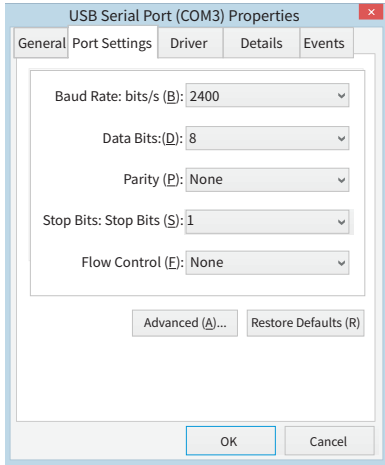 USB Serial Port (COM3) Properties ×
General Port Settings Driver Details Events
Baud Rate: bits/s (B): 2400
Data Bits:(D): 8
Parity (P): None
Stop Bits: Stop Bits (S): 1
Flow Control (F): None
Advanced (A)... Restore Defaults (R)
OK Cancel